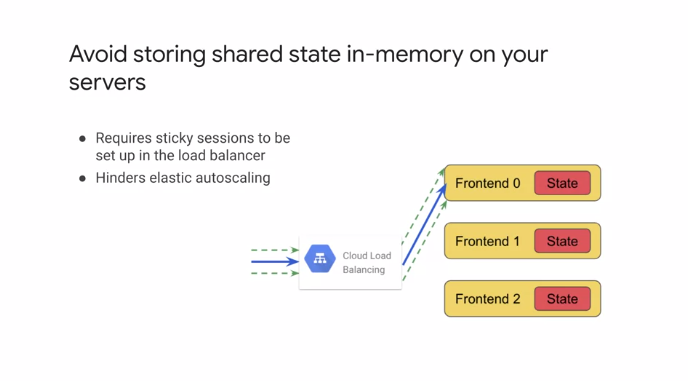 Avoid storing shared state in-memory on your
servers
● Requires sticky sessions to be
set up in the load balancer
● Hinders elastic autoscaling
Cloud Load
Balancing
Frontend 0 State
Frontend 1 State
Frontend 2 State